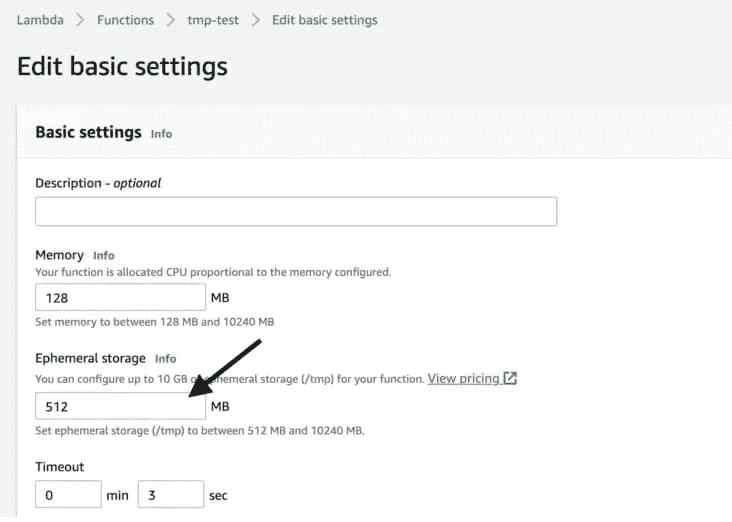 Lambda > Functions > tmp-test > Edit basic settings
Edit basic settings
Basic settings Info
Description - optional
Memory Info
Your function is allocated CPU proportional to the memory configured.
128 MB
Set memory to between 128 MB and 10240 MB
Ephemeral storage Info
You can configure up to 10 GB of ephemeral storage (/tmp) for your function. View pricing
512 MB
Set ephemeral storage (/tmp) to between 512 MB and 10240 MB.
Timeout
0 min 3 sec